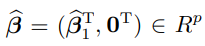 β̂ = (β̂₁ᵀ, 0ᵀ) ∈ Rᵖ